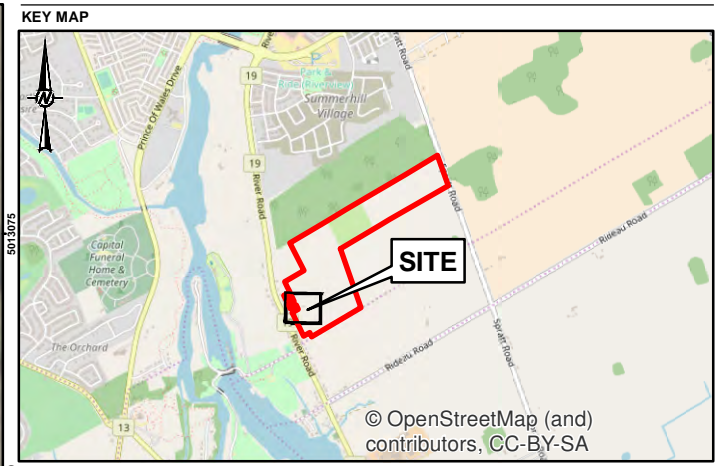 KEY MAP
N
19
Park &
Ride (Riverview)
Summerhill
Village
Spratt Road
Prince Of Wales Drive
19
River Road
Spratt Road
Rideau Road
5013075
Capital
Funeral
Home &
Cemetery
SITE
The Orchard
River Road
Rideau Road
Spratt Road
13
© OpenStreetMap (and)
contributors, CC-BY-SA